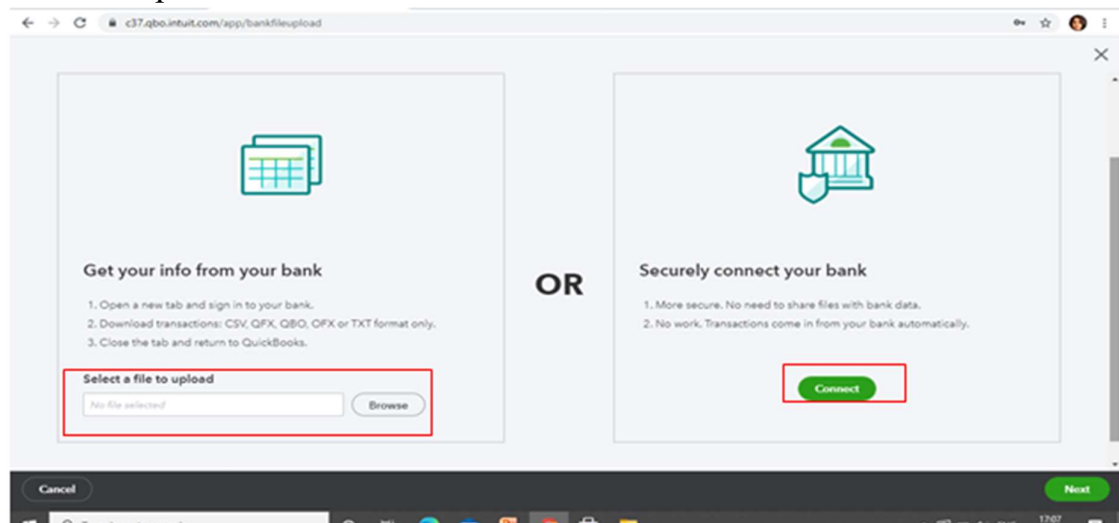 c37.qbo.intuit.com/app/bankfileupload
Get your info from your bank
1. Open a new tab and sign in to your bank.
2. Download transactions: CSV, QFX, QBO, OFX or TXT format only.
3. Close the tab and return to QuickBooks.
Select a file to upload
No file selected
Browse
OR
Securely connect your bank
1. More secure. No need to share files with bank data.
2. No work. Transactions come in from your bank automatically.
Connect
Cancel
Next
17:07